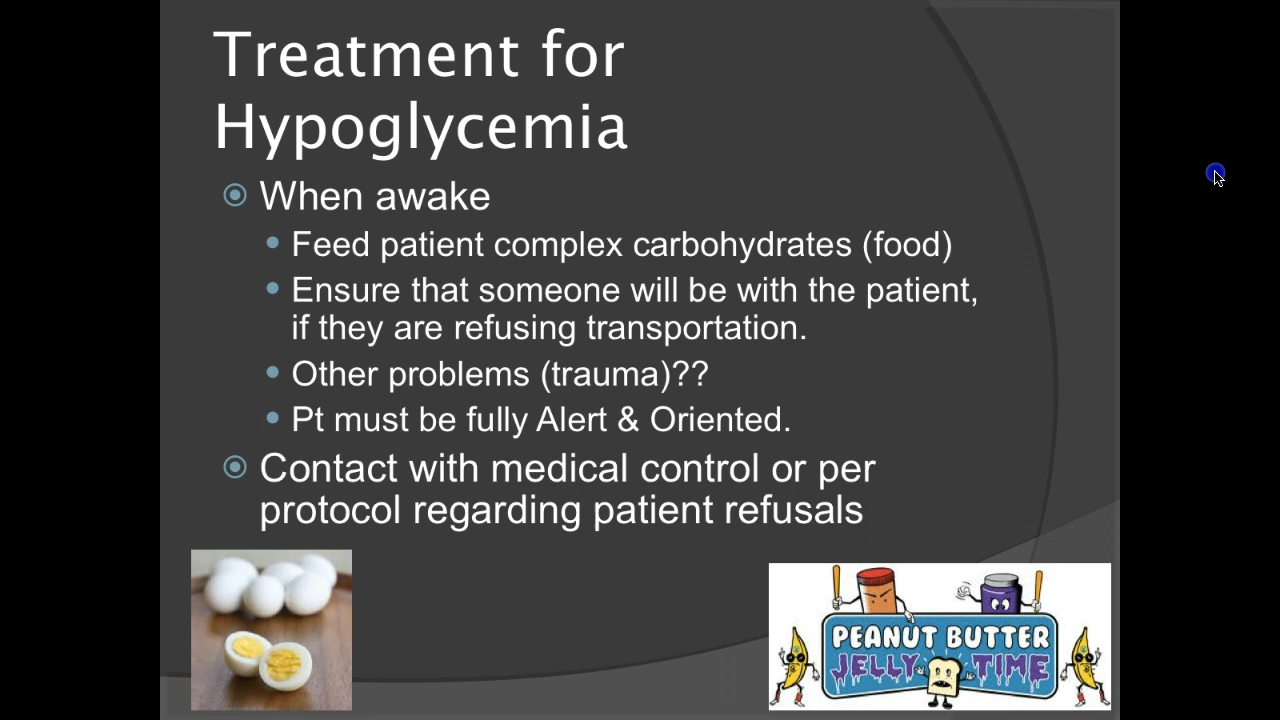 Treatment for
Hypoglycemia
When awake
Feed patient complex carbohydrates (food)
Ensure that someone will be with the patient,
if they are refusing transportation.
Other problems (trauma)??
Pt must be fully Alert & Oriented.
Contact with medical control or per
protocol regarding patient refusals
PEANUT BUTTER
JELLY TIME